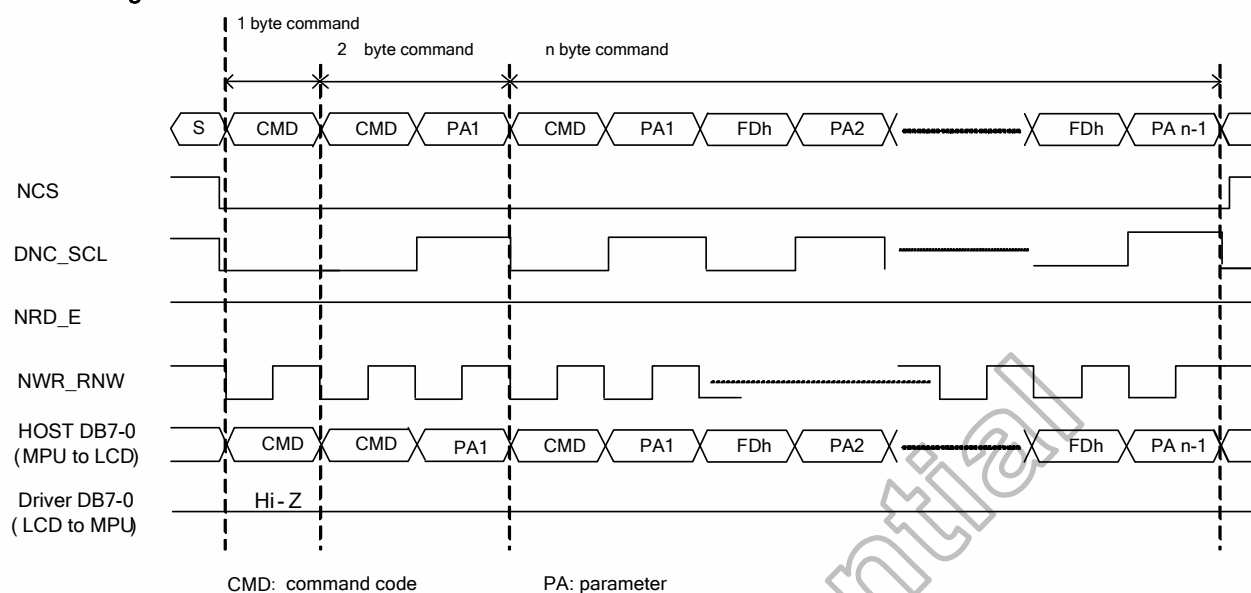 1 byte command
2 byte command
n byte command
S CMD CMD PA1 CMD PA1 FDh PA2 FDh PA n-1
NCS
DNC_SCL
NRD_E
NWR_RNW
HOST DB7-0
(MPU to LCD)
CMD CMD PA1 CMD PA1 FDh PA2 FDh PA n-1
Driver DB7-0
( LCD to MPU)
Hi-Z
CMD: command code PA: parameter
ntial